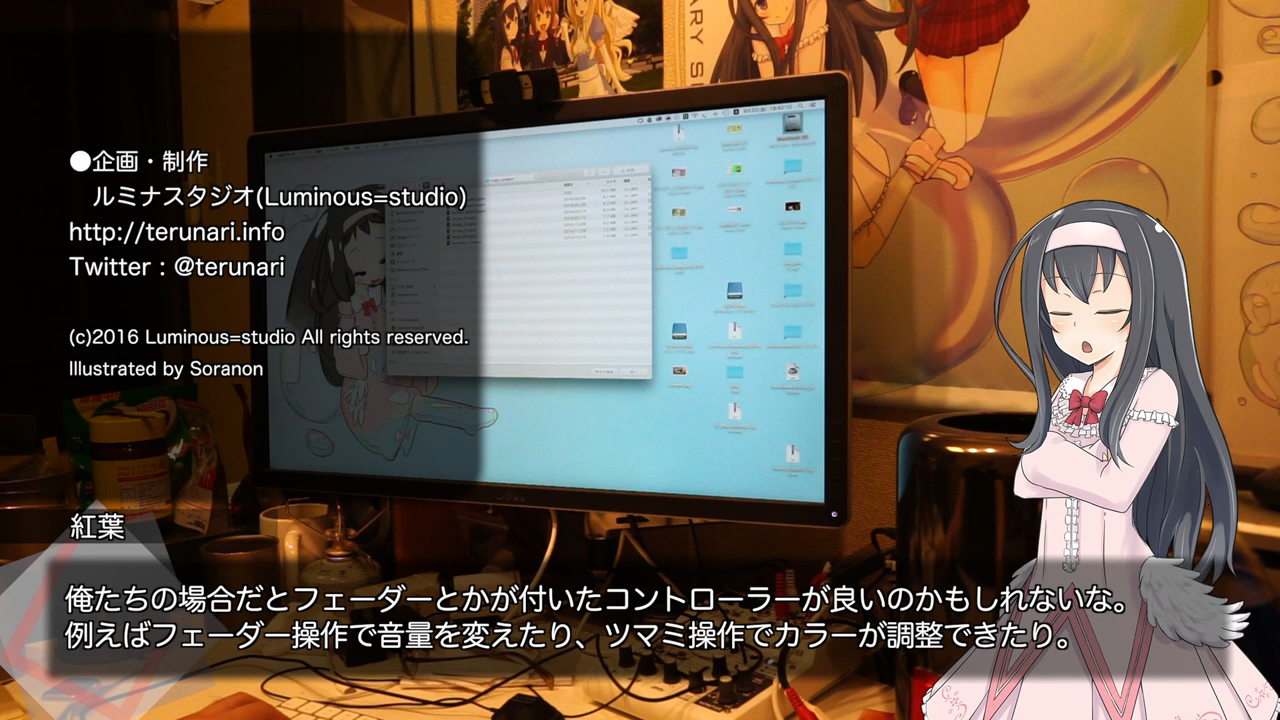 ARY S
●企画・制作
ルミナスタジオ(Luminous=studio)
http://terunari.info
Twitter : @terunari
(c)2016 Luminous=studio All rights reserved.
Illustrated by Soranon
紅葉
俺たちの場合だとフェーダーとかが付いたコントローラーが良いのかもしれないな。
例えばフェーダー操作で音量を変えたり、ツマミ操作でカラーが調整できたり。